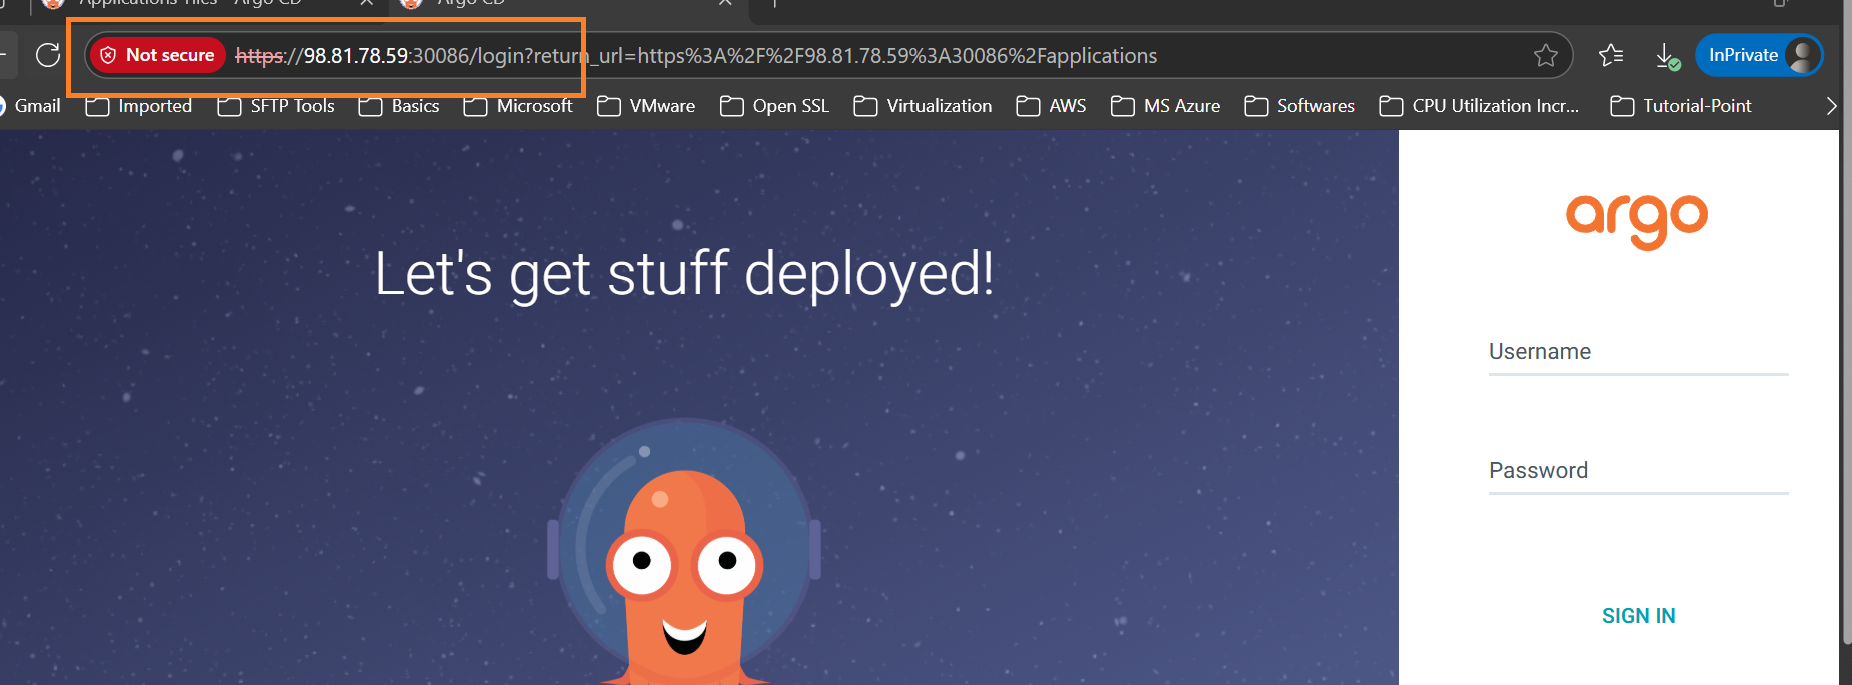 Applications Tiles - Argo CD
Argo CD
Not secure https://98.81.78.59:30086/login?return_url=https%3A%2F%2F98.81.78.59%3A30086%2Fapplications
InPrivate
Gmail Imported SFTP Tools Basics Microsoft VMware Open SSL Virtualization AWS MS Azure Softwares CPU Utilization Incr... Tutorial-Point
argo
Let's get stuff deployed!
Username
Password
SIGN IN